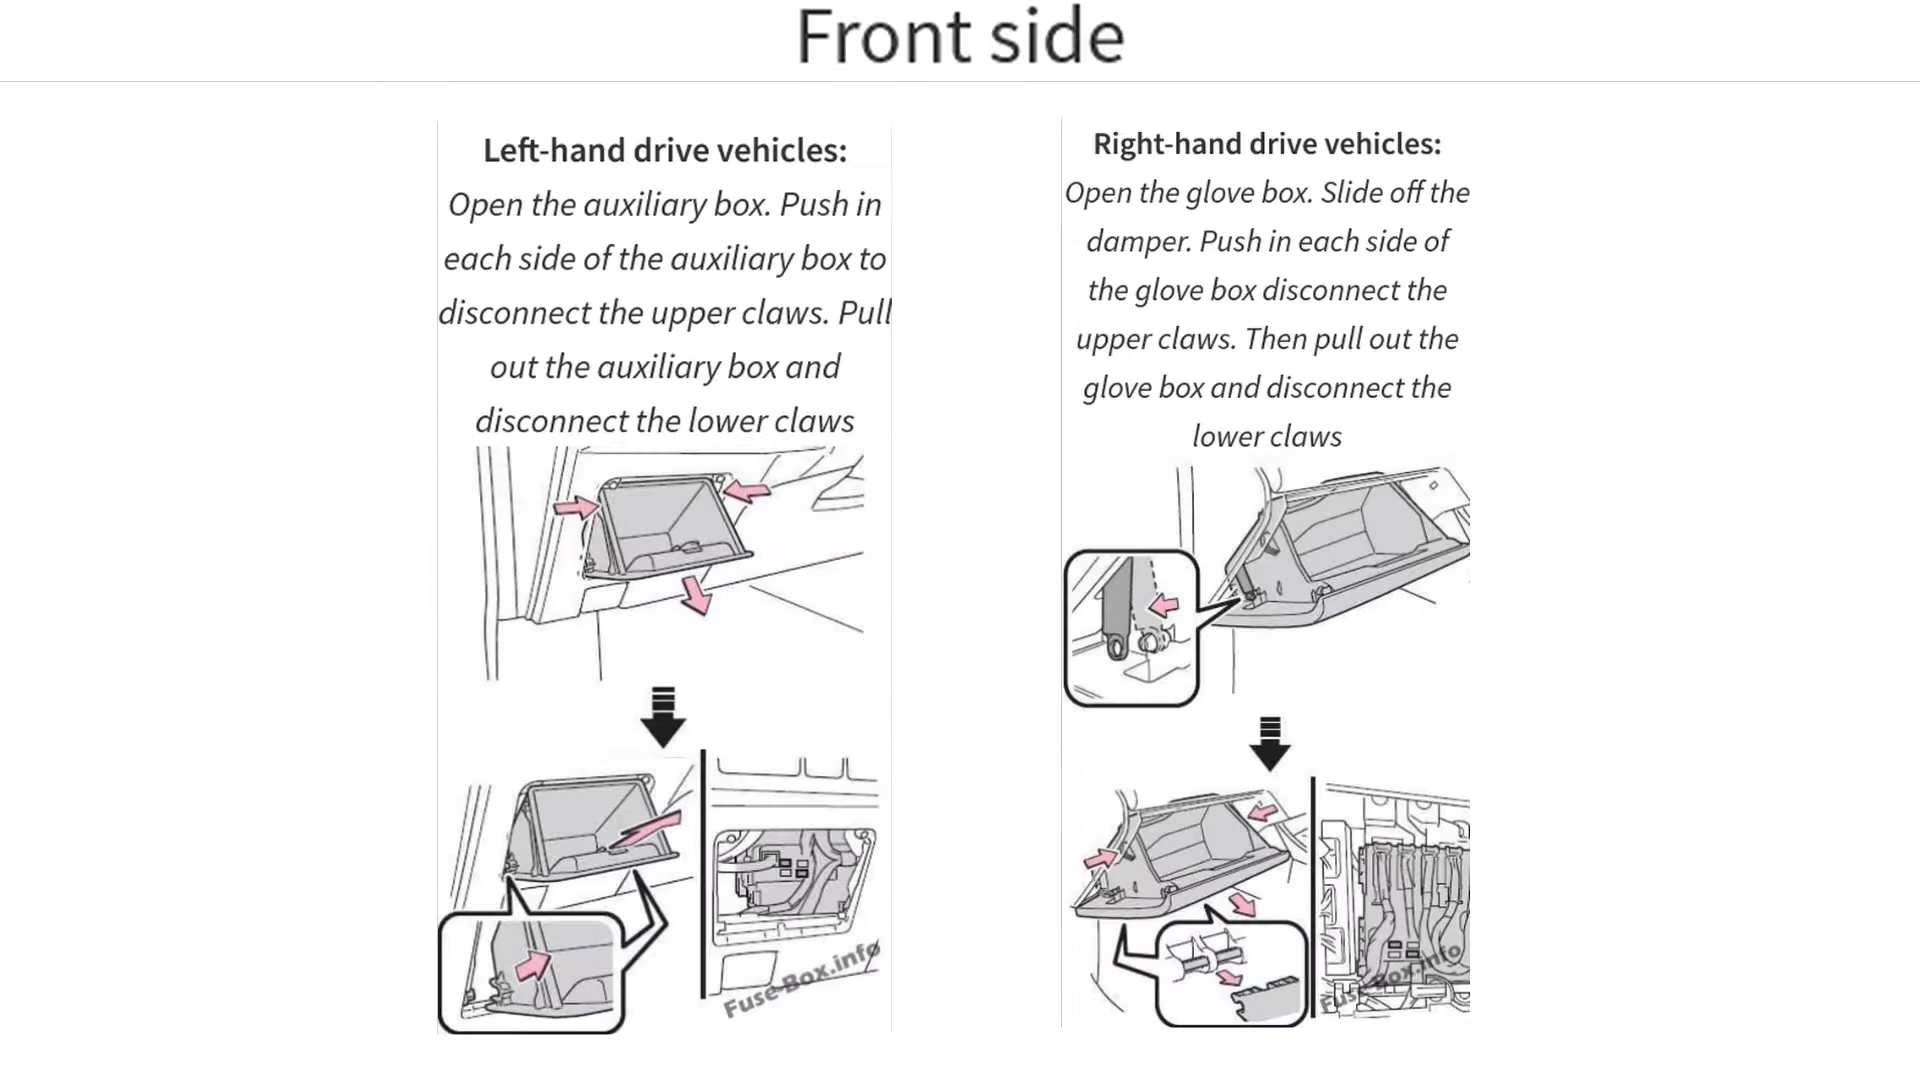 Front side
Left-hand drive vehicles:
Open the auxiliary box. Push in
each side of the auxiliary box to
disconnect the upper claws. Pull
out the auxiliary box and
disconnect the lower claws
Fuse-Box.info
Right-hand drive vehicles:
Open the glove box. Slide off the
damper. Push in each side of
the glove box disconnect the
upper claws. Then pull out the
glove box and disconnect the
lower claws
Fuse-Box.info